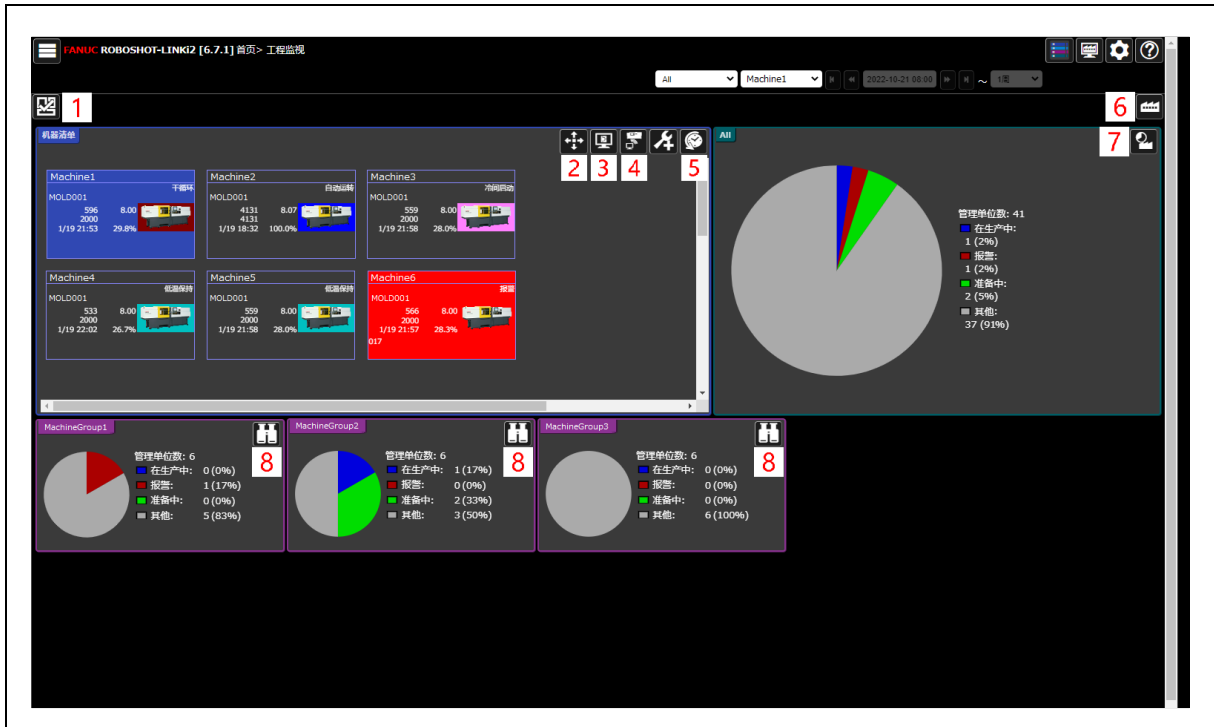 FANUC ROBOSHOT-LINKi2 [6.7.1] 首页> 工程监视
All Machine1 2022-10-21 08:00 ～ 1周
1
6
机器清单
2 3 4 5
All
7
Machine1
干循环
MOLD001
596 8.00
2000
1/19 21:53 29.8%
Machine2
自动运转
MOLD001
4131 8.07
4131
1/19 18:32 100.0%
Machine3
冷间启动
MOLD001
559 8.00
2000
1/19 21:58 28.0%
Machine4
低温保持
MOLD001
533 8.00
2000
1/19 22:02 26.7%
Machine5
低温保持
MOLD001
559 8.00
2000
1/19 21:58 28.0%
Machine6
报警
MOLD001
566 8.00
2000
1/19 21:57 28.3%
017
管理单位数: 41
在生产中:
1 (2%)
报警:
1 (2%)
准备中:
2 (5%)
其他:
37 (91%)
MachineGroup1
8
管理单位数: 6
在生产中: 0 (0%)
报警: 1 (17%)
准备中: 0 (0%)
其他: 5 (83%)
MachineGroup2
8
管理单位数: 6
在生产中: 1 (17%)
报警: 0 (0%)
准备中: 2 (33%)
其他: 3 (50%)
MachineGroup3
8
管理单位数: 6
在生产中: 0 (0%)
报警: 0 (0%)
准备中: 0 (0%)
其他: 6 (100%)